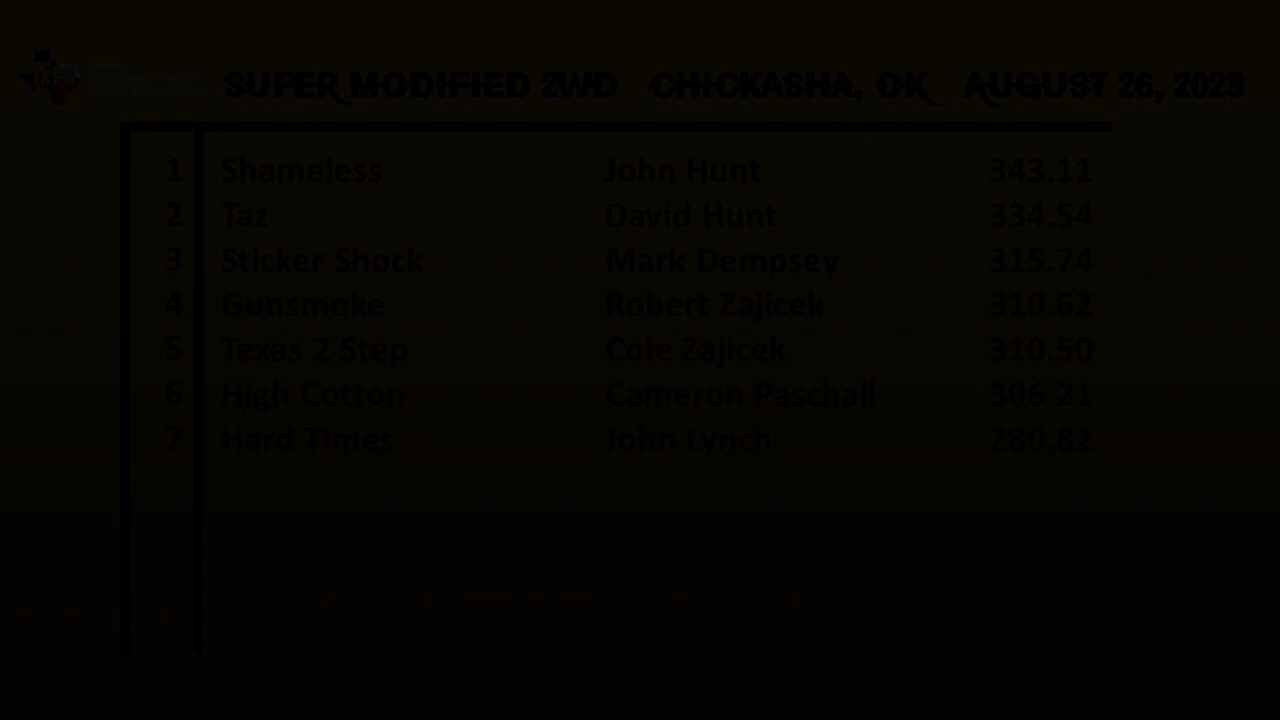 SUPER MODIFIED 2WD CHICKASHA, OK AUGUST 26, 2023
1 Shameless John Hunt 343.11
2 Taz David Hunt 334.54
3 Sticker Shock Mark Dempsey 315.74
4 Gunsmoke Robert Zajicek 310.62
5 Texas 2 Step Cole Zajicek 310.50
6 High Cotton Cameron Paschall 306.21
7 Hard Times John Lynch 280.82